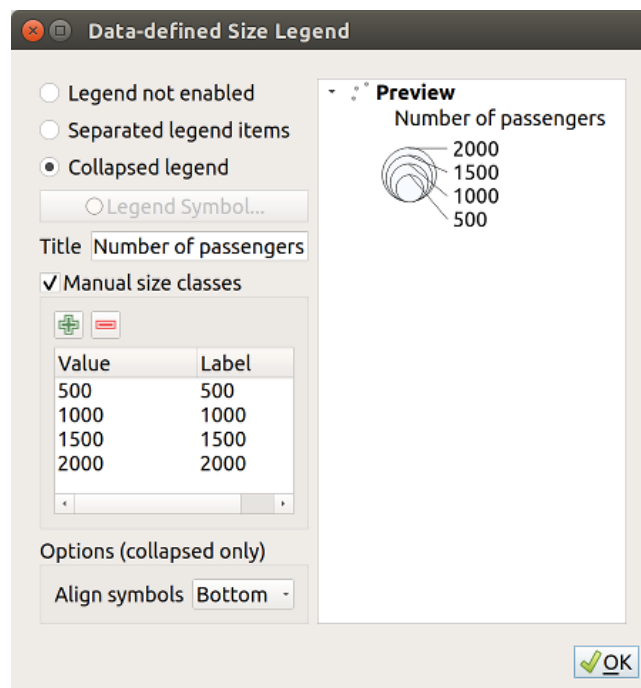 Data-defined Size Legend
Legend not enabled
Separated legend items
Collapsed legend
Legend Symbol...
Title Number of passengers
Manual size classes
Value Label
500 500
1000 1000
1500 1500
2000 2000
Options (collapsed only)
Align symbols Bottom
Preview
Number of passengers
2000
1500
1000
500
OK